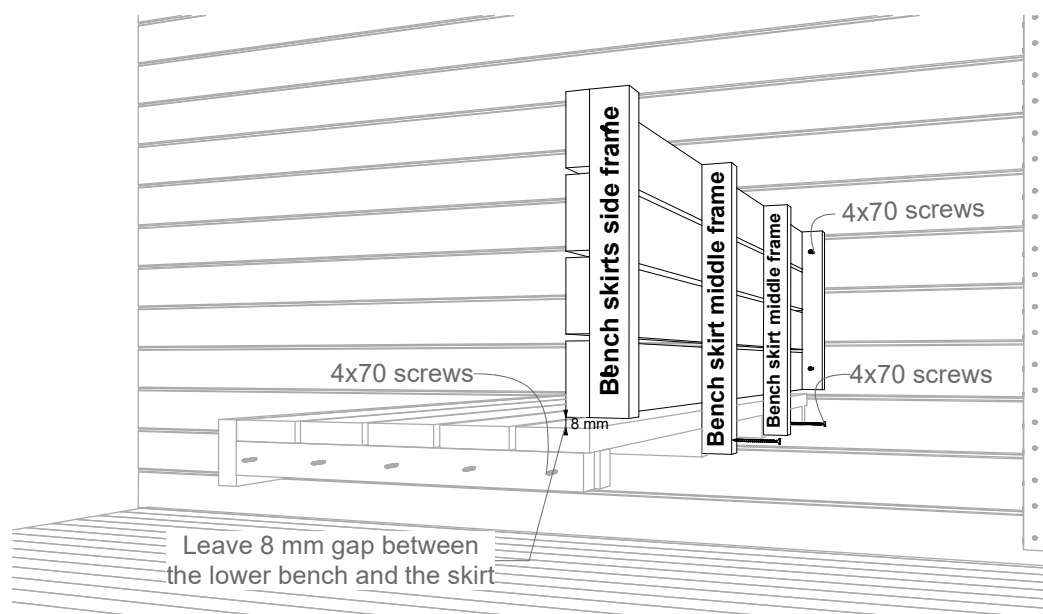 Bench skirts side frame
Bench skirt middle frame
Bench skirt middle frame
4x70 screws
4x70 screws
4x70 screws
8 mm
Leave 8 mm gap between
the lower bench and the skirt